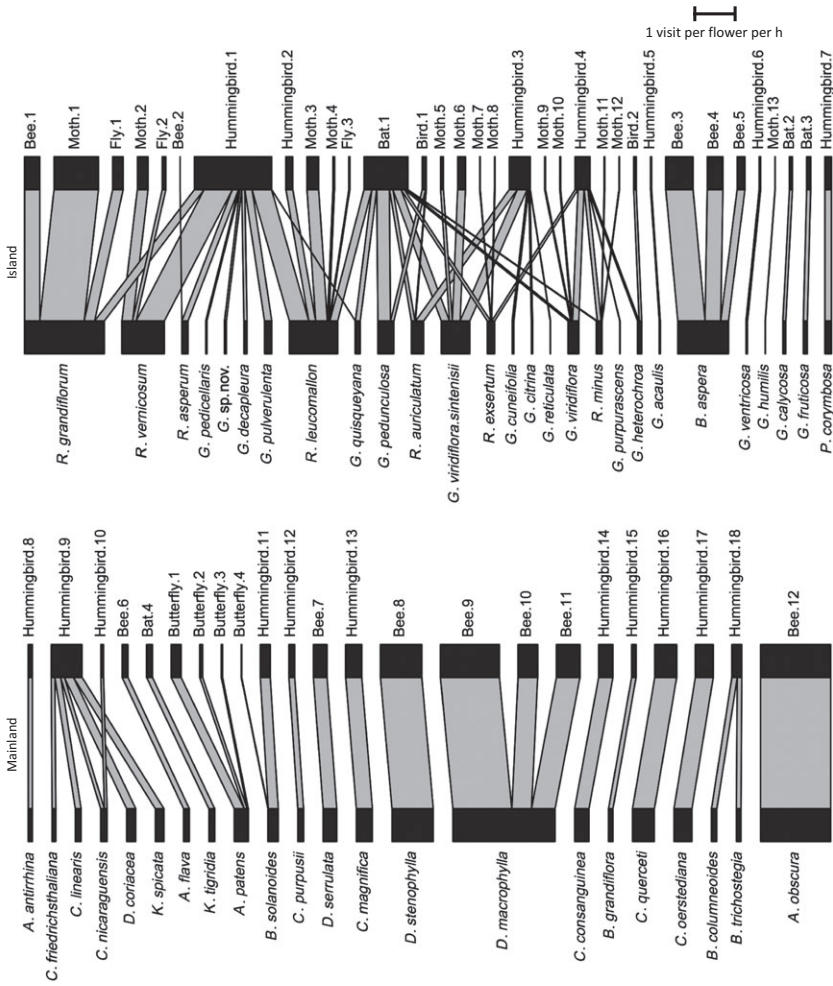 1 visit per flower per h
Island
Bee.1
Moth.1
Fly.1
Moth.2
Fly.2
Bee.2
Hummingbird.1
Hummingbird.2
Moth.3
Moth.4
Fly.3
Bat.1
Bird.1
Moth.5
Moth.6
Moth.7
Moth.8
Hummingbird.3
Moth.9
Moth.10
Hummingbird.4
Moth.11
Moth.12
Bird.2
Hummingbird.5
Bee.3
Bee.4
Bee.5
Hummingbird.6
Moth.13
Bat.2
Bat.3
Hummingbird.7
R. grandiflorum
R. vernicosum
R. asperum
G. pedicellaris
G. sp. nov.
G. decapleura
G. pulverulenta
R. leucomallon
G. quisqueyana
G. pedunculosa
R. auriculatum
G. viridiflora.sintenisii
R. exsertum
G. cuneifolia
G. citrina
G. reticulata
G. viridiflora
R. minus
G. purpurascens
G. heterochroa
G. acaulis
B. aspera
G. ventricosa
G. humilis
G. calycosa
G. fruticosa
P. corymbosa
Mainland
Hummingbird.8
Hummingbird.9
Hummingbird.10
Bee.6
Bat.4
Butterfly.1
Butterfly.2
Butterfly.3
Butterfly.4
Hummingbird.11
Hummingbird.12
Bee.7
Hummingbird.13
Bee.8
Bee.9
Bee.10
Bee.11
Hummingbird.14
Hummingbird.15
Hummingbird.16
Hummingbird.17
Hummingbird.18
Bee.12
A. antirrhina
C. friedrichsthaliana
C. linearis
C. nicaraguensis
D. coriacea
K. spicata
A. flava
K. tigridia
A. patens
B. solanoides
C. purpusii
D. serrulata
C. magnifica
D. stenophylla
D. macrophylla
C. consanguinea
B. grandiflora
C. querceti
C. oerstediana
B. columneoides
B. trichostegia
A. obscura